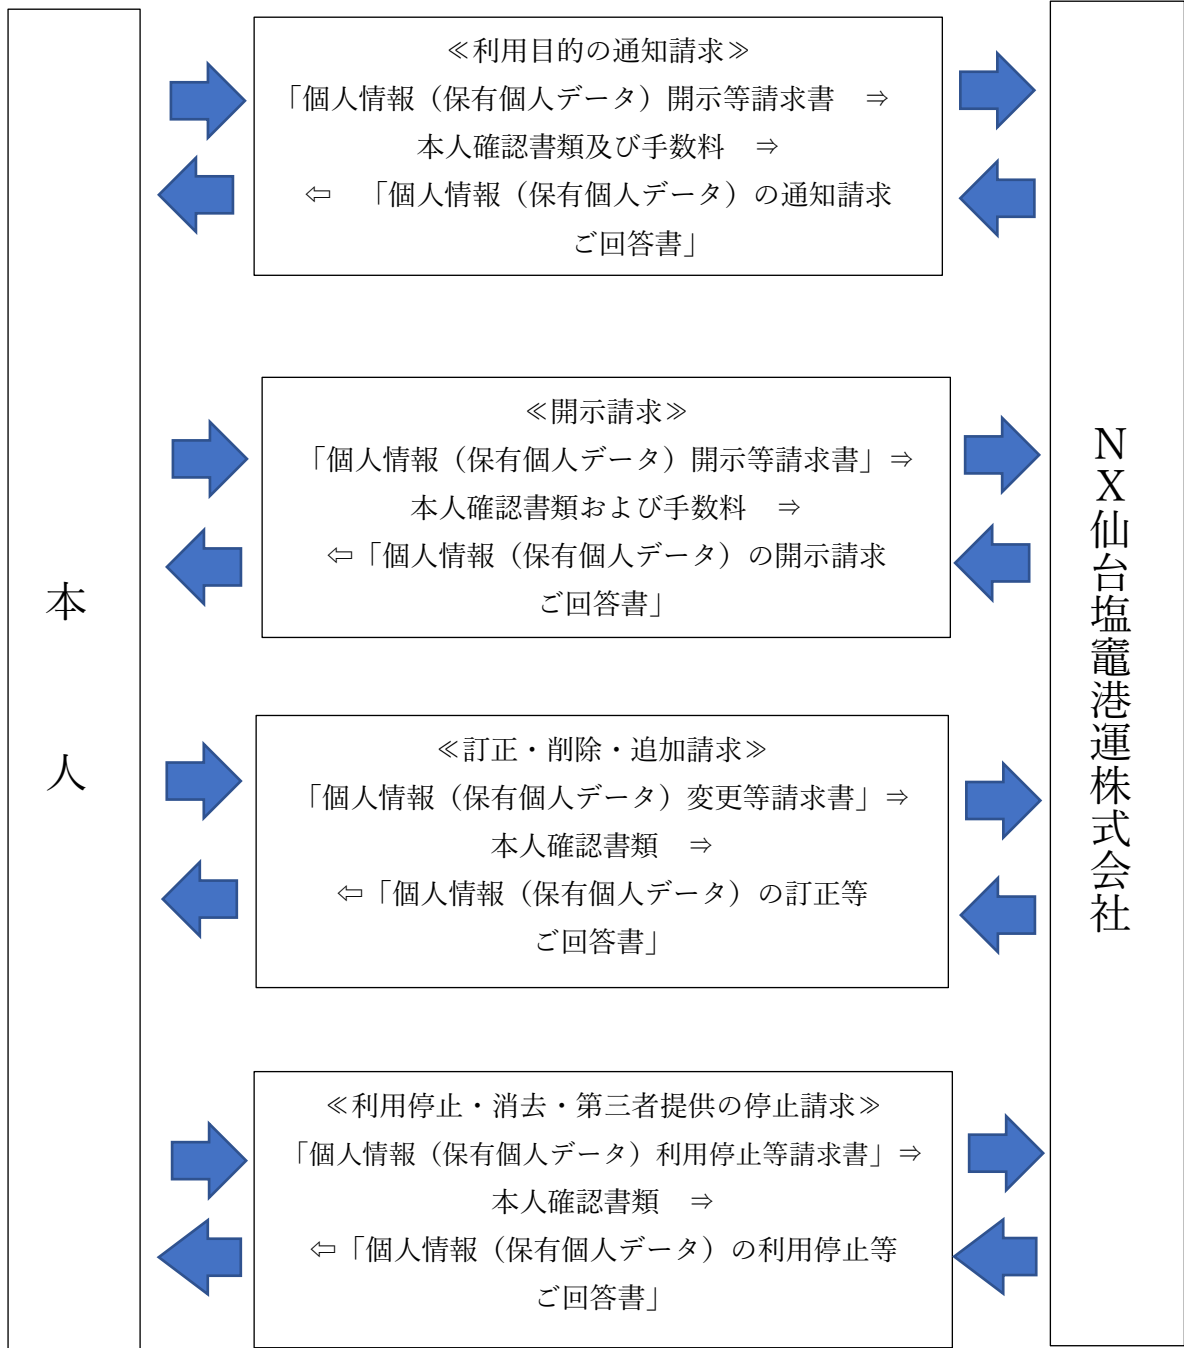 本人
≪利用目的の通知請求≫
「個人情報（保有個人データ）開示等請求書　⇒
本人確認書類及び手数料　⇒
⇦　「個人情報（保有個人データ）の通知請求
ご回答書」
≪開示請求≫
「個人情報（保有個人データ）開示等請求書」⇒
本人確認書類および手数料　⇒
⇦「個人情報（保有個人データ）の開示請求
ご回答書」
≪訂正・削除・追加請求≫
「個人情報（保有個人データ）変更等請求書」⇒
本人確認書類　⇒
⇦「個人情報（保有個人データ）の訂正等
ご回答書」
≪利用停止・消去・第三者提供の停止請求≫
「個人情報（保有個人データ）利用停止等請求書」⇒
本人確認書類　⇒
⇦「個人情報（保有個人データ）の利用停止等
ご回答書」
ＮＸ仙台塩竈港運株式会社